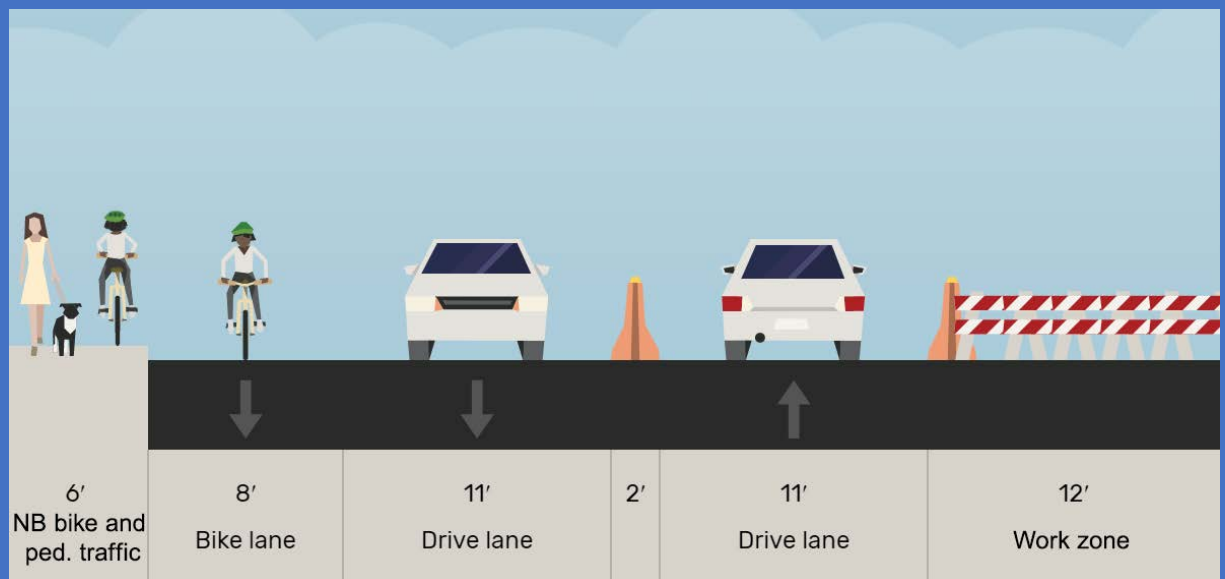 6′
NB bike and
ped. traffic
8′
Bike lane
11′
Drive lane
2′
11′
Drive lane
12′
Work zone